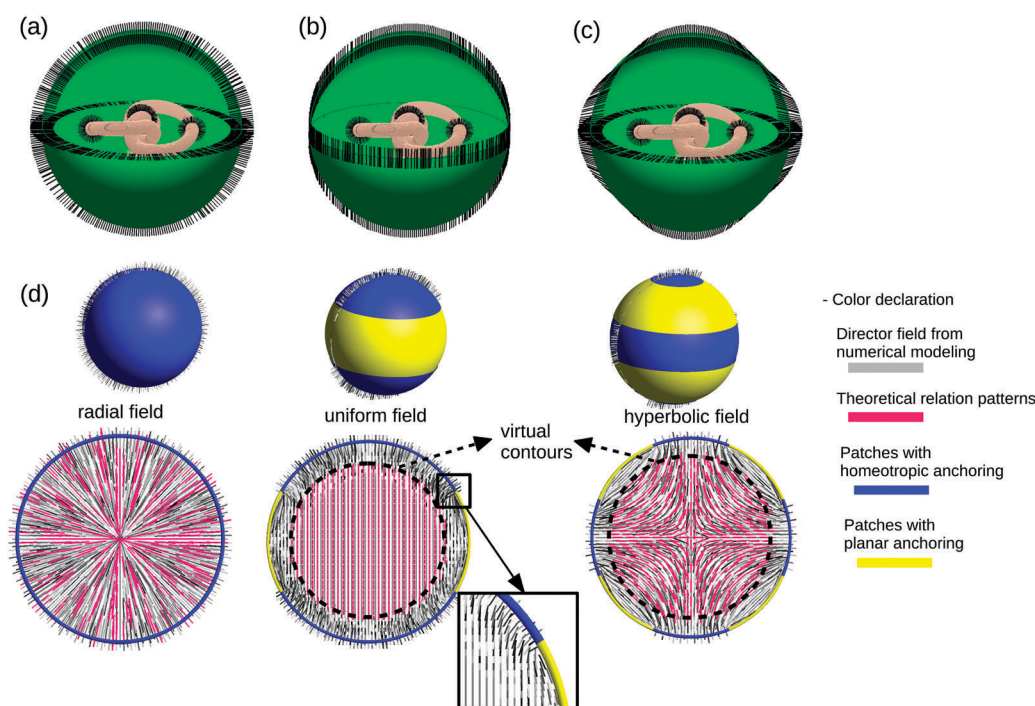 (a)
(b)
(c)
(d)
radial field
uniform field
hyperbolic field
virtual
contours
- Color declaration
Director field from
numerical modeling
Theoretical relation patterns
Patches with
homeotropic anchoring
Patches with
planar anchoring